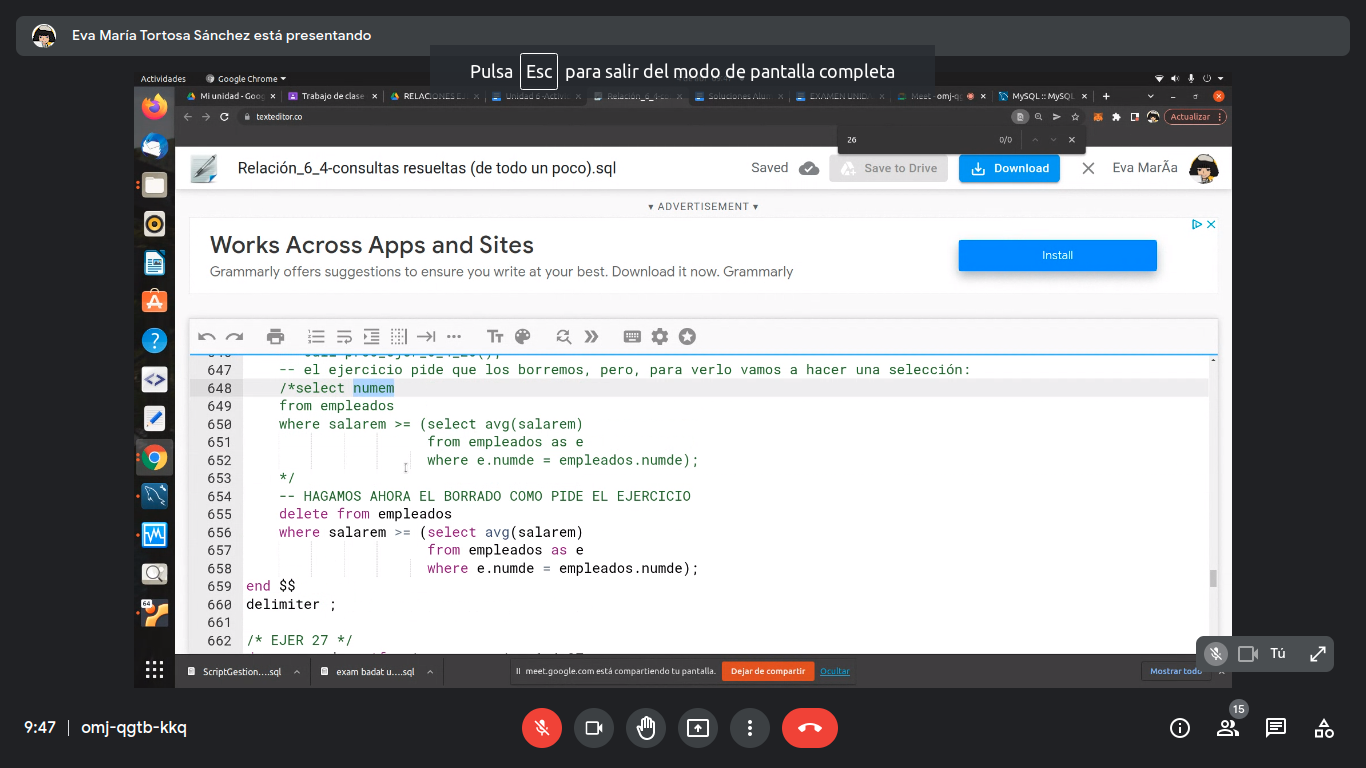 Eva María Tortosa Sánchez está presentando
Pulsa Esc para salir del modo de pantalla completa
Actividades
Google Chrome
Mi unidad - Goog
Trabajo de clase
RELACIONES EJ
Unidad 6 -Activi
Relación_6_4-co
Soluciones Alum
EXAMEN UNIDA
Meet - omj-qg
MySQL :: MySQL
texteditor.co
Actualizar
26
0/0
Relación_6_4-consultas resueltas (de todo un poco).sql
Saved
Save to Drive
Download
Eva MarÃa
ADVERTISEMENT
Works Across Apps and Sites
Grammarly offers suggestions to ensure you write at your best. Download it now. Grammarly
Install
647 -- el ejercicio pide que los borremos, pero, para verlo vamos a hacer una selección:
648 /*select numem
649 from empleados
650 where salarem >= (select avg(salarem)
651 from empleados as e
652 where e.numde = empleados.numde);
653 */
654 -- HAGAMOS AHORA EL BORRADO COMO PIDE EL EJERCICIO
655 delete from empleados
656 where salarem >= (select avg(salarem)
657 from empleados as e
658 where e.numde = empleados.numde);
659 end $$
660 delimiter ;
661
662 /* EJER 27 */
64
ScriptGestion....sql
exam badat u....sql
meet.google.com está compartiendo tu pantalla.
Dejar de compartir
Ocultar
Mostrar todo
Tú
9:47
omj-qgtb-kkq
15